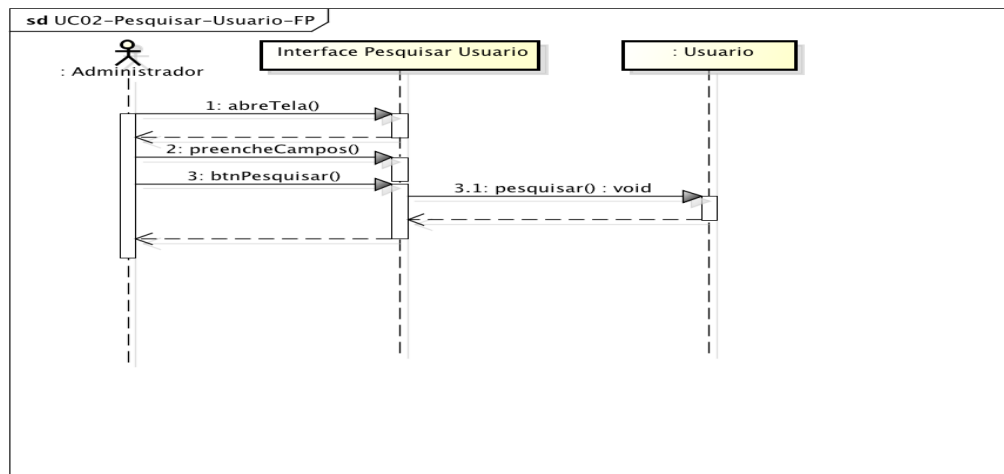 sd UC02-Pesquisar-Usuario-FP
: Administrador
Interface Pesquisar Usuario
: Usuario
1: abreTela()
2: preencheCampos()
3: btnPesquisar()
3.1: pesquisar() : void